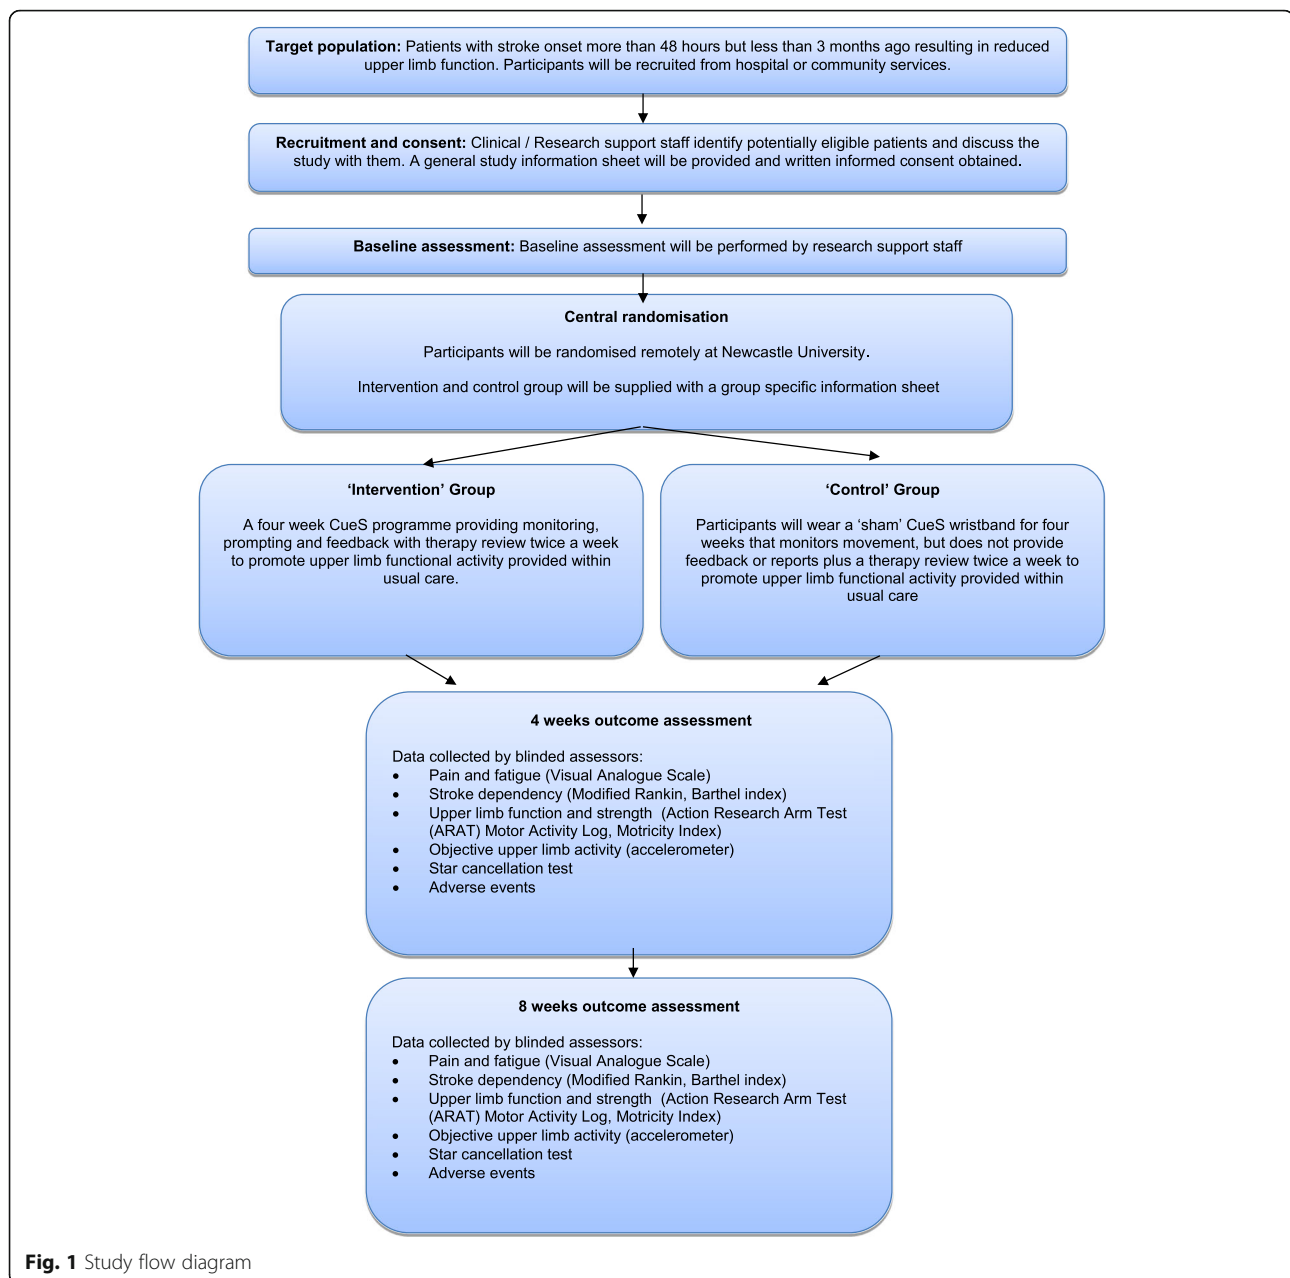 Target population: Patients with stroke onset more than 48 hours but less than 3 months ago resulting in reduced
upper limb function. Participants will be recruited from hospital or community services.
Recruitment and consent: Clinical / Research support staff identify potentially eligible patients and discuss the
study with them. A general study information sheet will be provided and written informed consent obtained.
Baseline assessment: Baseline assessment will be performed by research support staff
Central randomisation
Participants will be randomised remotely at Newcastle University.
Intervention and control group will be supplied with a group specific information sheet
‘Intervention’ Group
A four week CueS programme providing monitoring,
prompting and feedback with therapy review twice a week
to promote upper limb functional activity provided within
usual care.
‘Control’ Group
Participants will wear a ‘sham’ CueS wristband for four
weeks that monitors movement, but does not provide
feedback or reports plus a therapy review twice a week to
promote upper limb functional activity provided within
usual care
4 weeks outcome assessment
Data collected by blinded assessors:
• Pain and fatigue (Visual Analogue Scale)
• Stroke dependency (Modified Rankin, Barthel index)
• Upper limb function and strength (Action Research Arm Test
(ARAT) Motor Activity Log, Motricity Index)
• Objective upper limb activity (accelerometer)
• Star cancellation test
• Adverse events
8 weeks outcome assessment
Data collected by blinded assessors:
• Pain and fatigue (Visual Analogue Scale)
• Stroke dependency (Modified Rankin, Barthel index)
• Upper limb function and strength (Action Research Arm Test
(ARAT) Motor Activity Log, Motricity Index)
• Objective upper limb activity (accelerometer)
• Star cancellation test
• Adverse events
Fig. 1 Study flow diagram